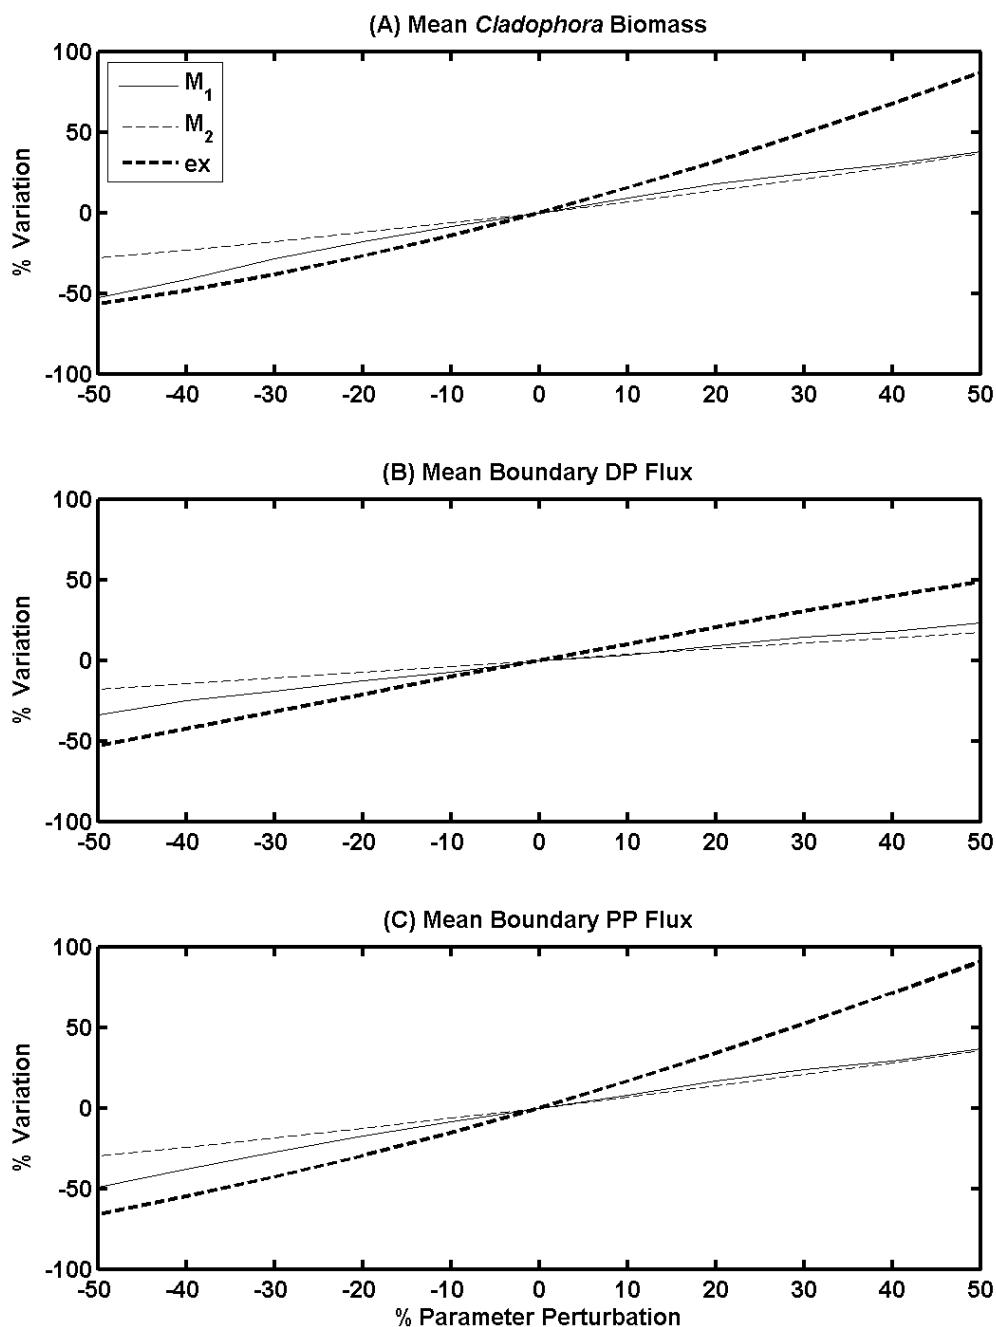 (A) Mean Cladophora Biomass
100
50
0
-50
-100
% Variation
M1
M2
ex
-50 -40 -30 -20 -10 0 10 20 30 40 50
(B) Mean Boundary DP Flux
100
50
0
-50
-100
% Variation
-50 -40 -30 -20 -10 0 10 20 30 40 50
(C) Mean Boundary PP Flux
100
50
0
-50
-100
% Variation
-50 -40 -30 -20 -10 0 10 20 30 40 50
% Parameter Perturbation